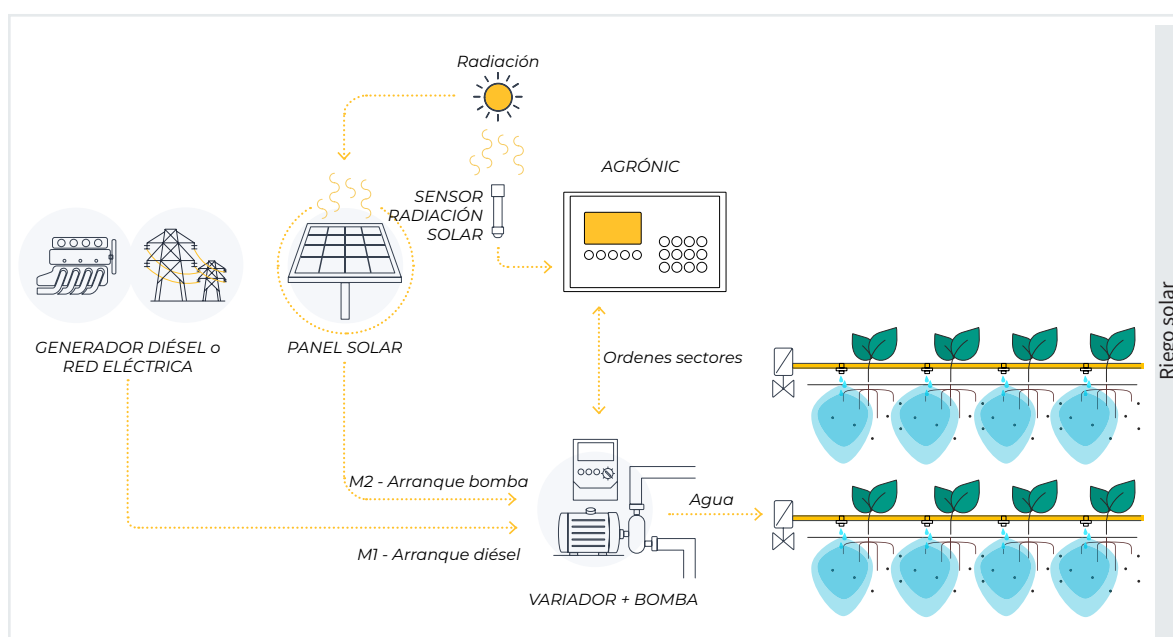 Radiación
AGRÓNIC
SENSOR
RADIACIÓN
SOLAR
GENERADOR DIÉSEL o
RED ELÉCTRICA
PANEL SOLAR
Ordenes sectores
M2 - Arranque bomba
Agua
M1 - Arranque diésel
VARIADOR + BOMBA
Riego solar